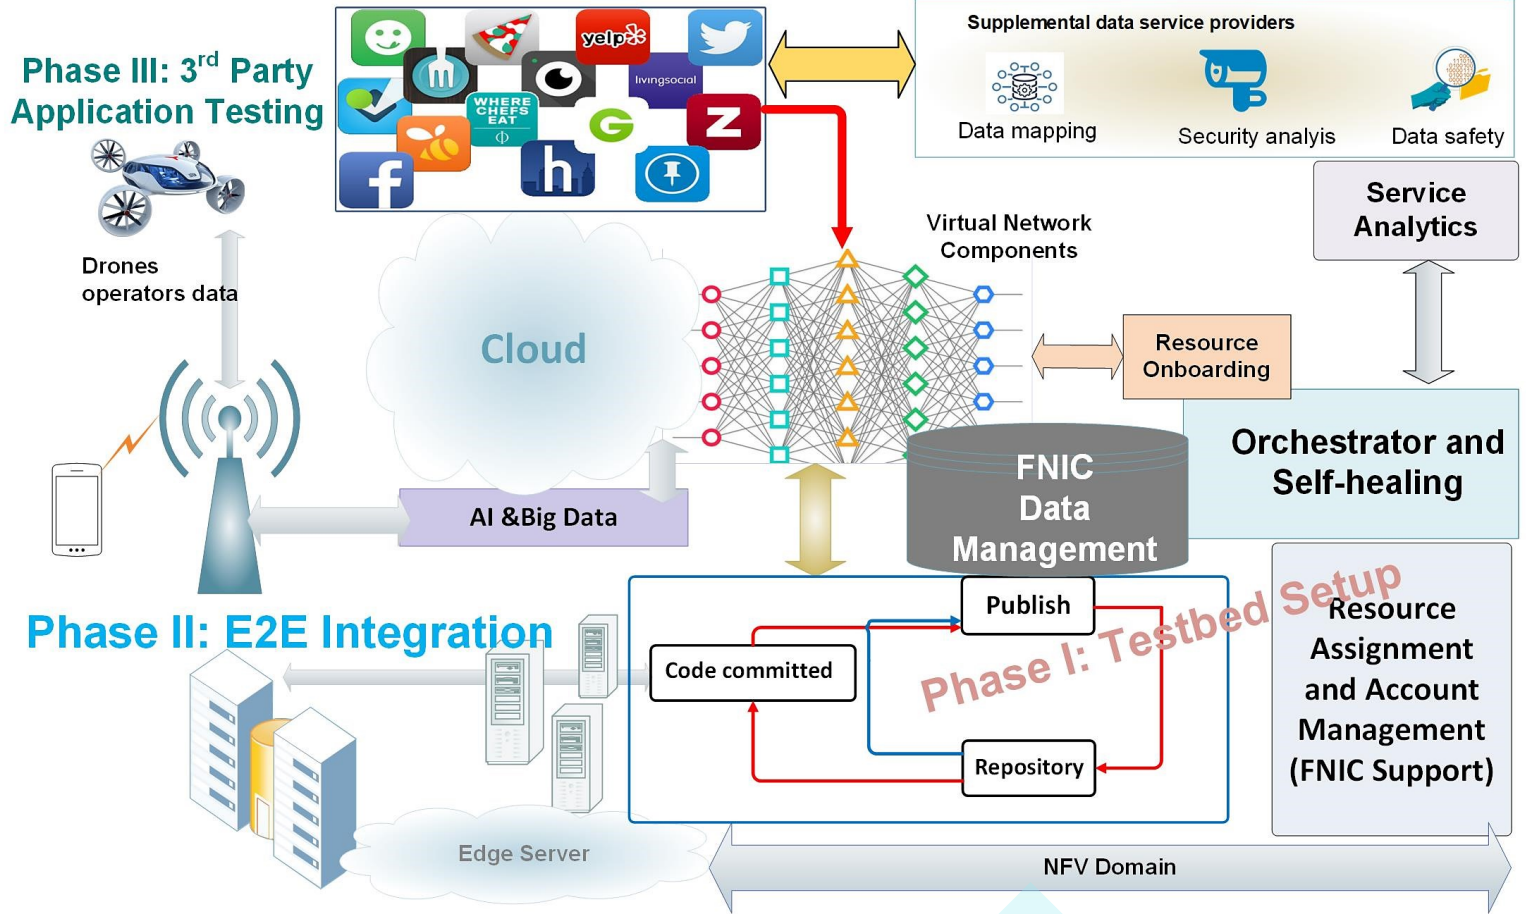 Supplemental data service providers
Data mapping
Security analyis
Data safety
Phase III: 3rd Party
Application Testing
yelp
livingsocial
WHERE
CHEFS
EAT
G
z
f
h
Drones
operators data
Cloud
Virtual Network
Components
Service
Analytics
Resource
Onboarding
Orchestrator and
Self-healing
FNIC
Data
Management
AI &Big Data
Phase II: E2E Integration
Publish
Code committed
Repository
Phase I: Testbed Setup
Resource
Assignment
and Account
Management
(FNIC Support)
Edge Server
NFV Domain